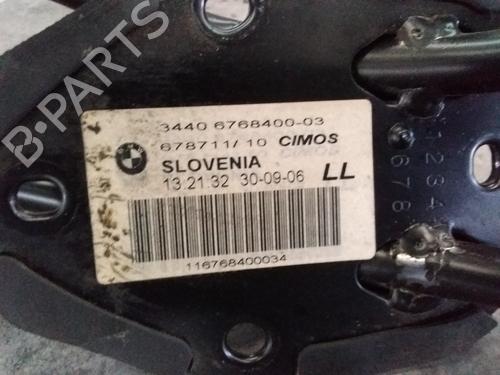 B-PARTS
3440 6768400-03
678711/10 CIMOS
SLOVENIA
13:21:32 30-09-06 LL
116768400034